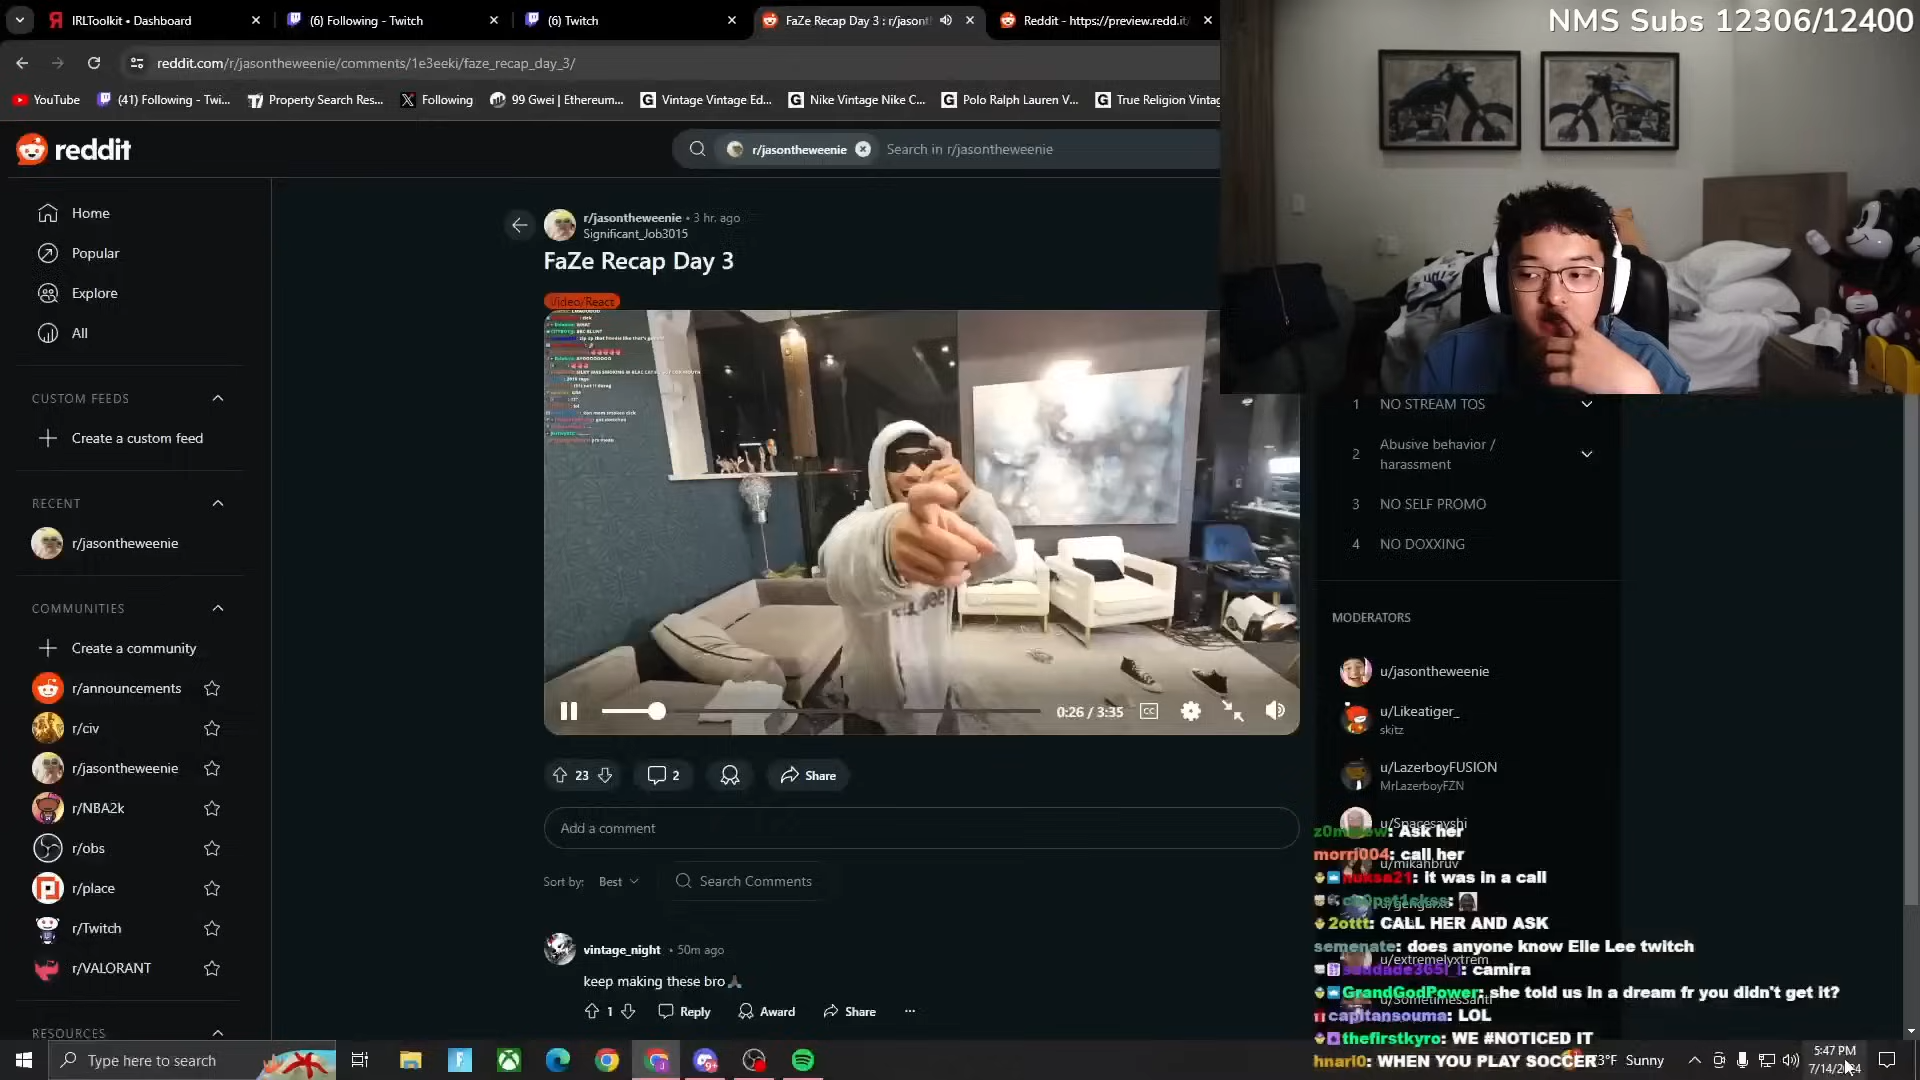 IRLToolkit • Dashboard
(6) Following - Twitch
(6) Twitch
FaZe Recap Day 3 : r/jasont
Reddit - https://preview.redd.it/
NMS Subs 12306/12400
reddit.com/r/jasontheweenie/comments/1e3eeki/faze_recap_day_3/
YouTube
(41) Following - Twi...
Property Search Res...
Following
99 Gwei | Ethereum...
Vintage Vintage Ed...
Nike Vintage Nike C...
Polo Ralph Lauren V...
True Religion Vintag
reddit
r/jasontheweenie
Search in r/jasontheweenie
Home
Popular
Explore
All
CUSTOM FEEDS
Create a custom feed
RECENT
r/jasontheweenie
COMMUNITIES
Create a community
r/announcements
r/civ
r/jasontheweenie
r/NBA2k
r/obs
r/place
r/Twitch
r/VALORANT
RESOURCES
r/jasontheweenie • 3 hr. ago
Significant_Job3015
FaZe Recap Day 3
Video/React
0:26 / 3:35
CC
23
2
Share
Add a comment
Sort by:
Best
Search Comments
vintage_night • 50m ago
keep making these bro
1
Reply
Award
Share
1 NO STREAM TOS
2 Abusive behavior /
harassment
3 NO SELF PROMO
4 NO DOXXING
MODERATORS
u/jasontheweenie
u/Likeatiger_
skitz
u/LazerboyFUSION
MrLazerboyFZN
u/Spacesayshi
: Ask her
morri004: call her
u/mikahbruv
nuksa21: it was in a call
2ottt: CALL HER AND ASK
semenate: does anyone know Elle Lee twitch
u/extremelyxtrem
: camira
GrandGodPower: she told us in a dream fr you didn't get it?
capitansouma: LOL
thefirstkyro: WE #NOTICED IT
hnari0: WHEN YOU PLAY SOCCER
Type here to search
9+
Sunny
5:47 PM